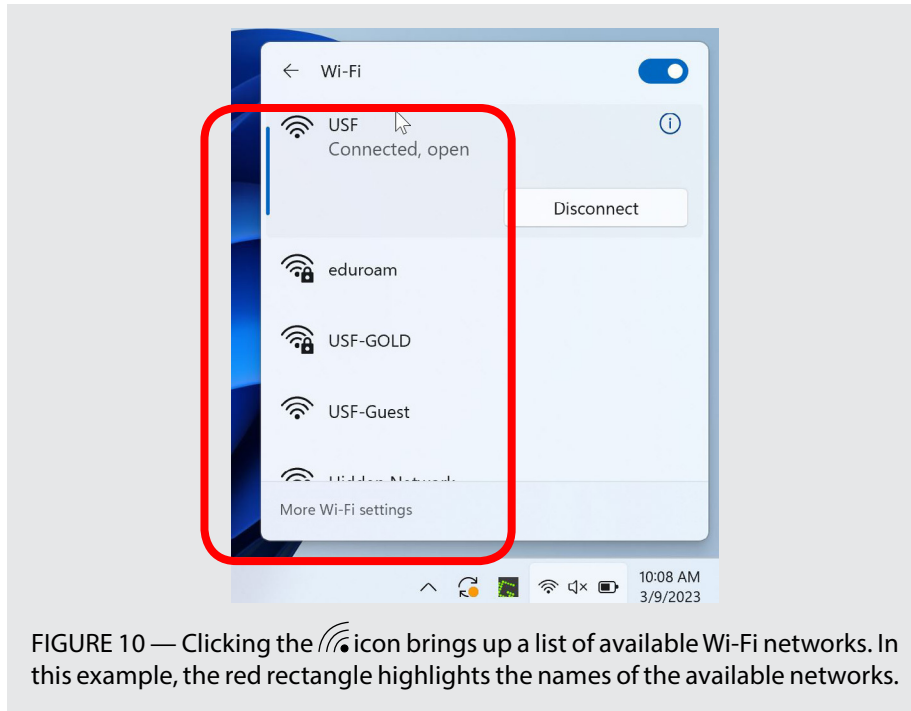 Wi-Fi
USF
Connected, open
Disconnect
eduroam
USF-GOLD
USF-Guest
Hidden Network
More Wi-Fi settings
10:08 AM
3/9/2023
FIGURE 10 — Clicking the icon brings up a list of available Wi-Fi networks. In
this example, the red rectangle highlights the names of the available networks.